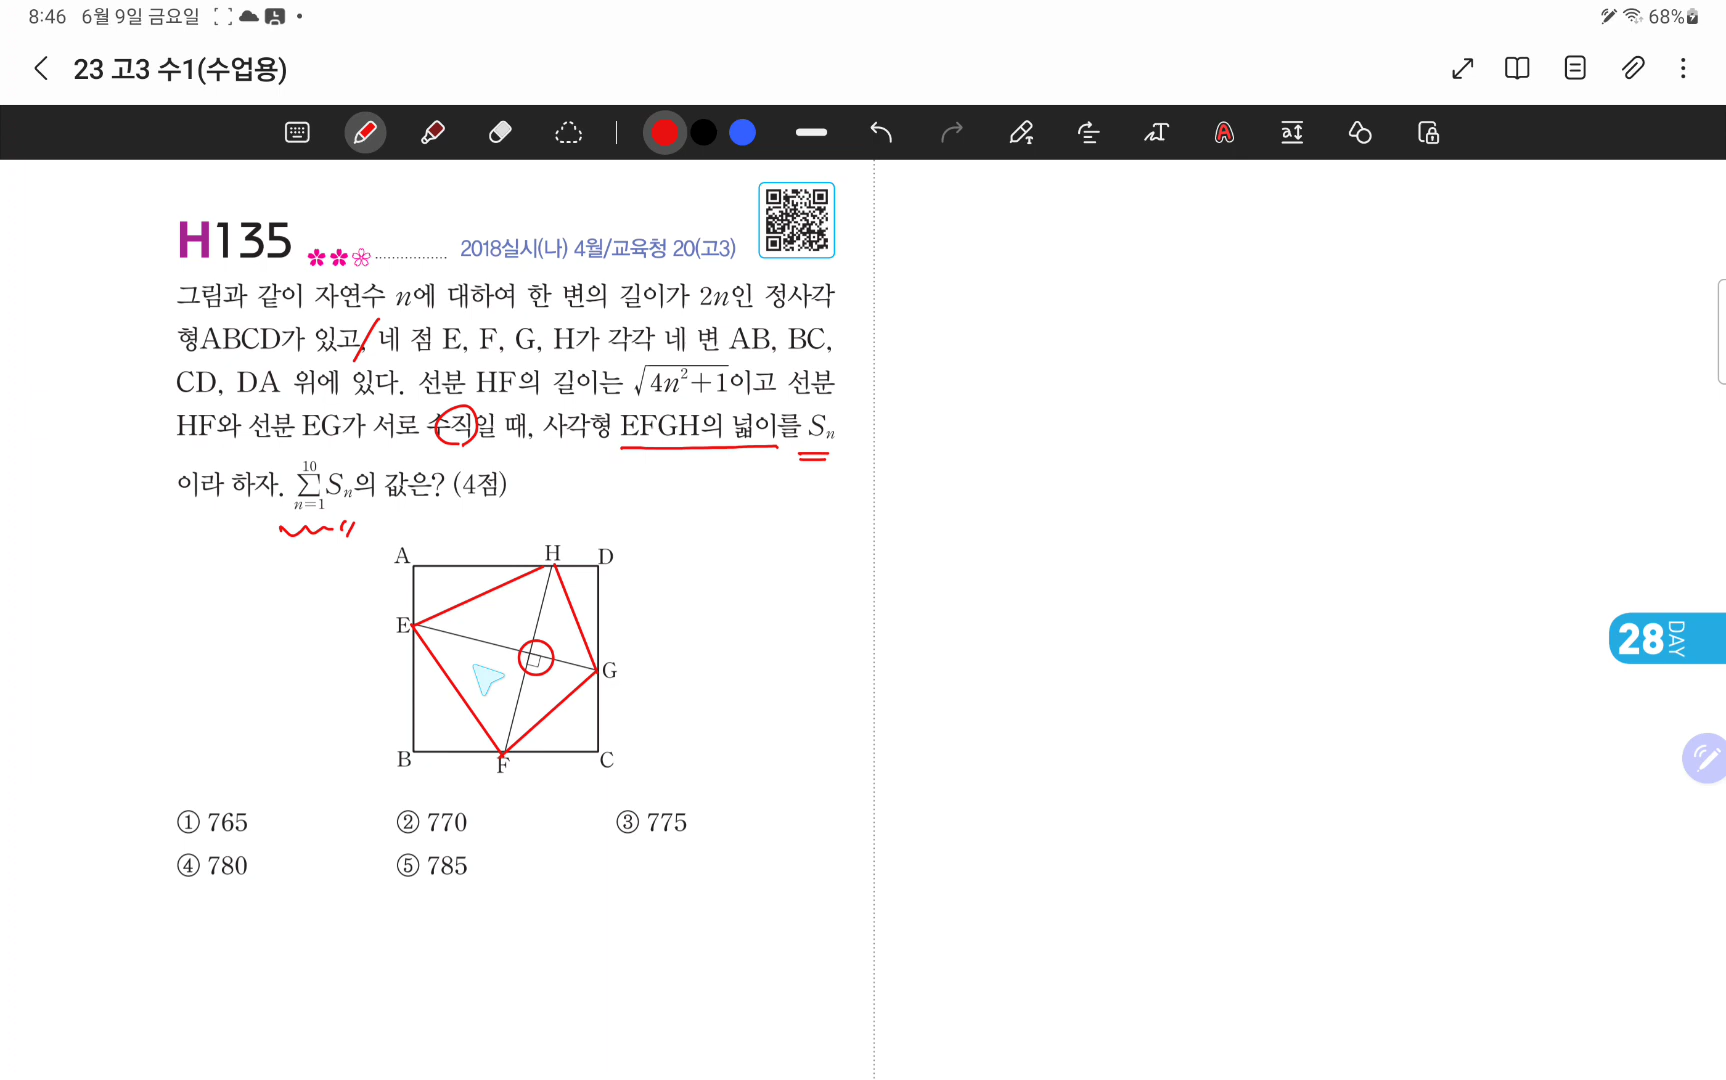 8:46 6월 9일 금요일
68%
23 고3 수1(수업용)
H135
2018실시(나) 4월/교육청 20(고3)
그림과 같이 자연수 n에 대하여 한 변의 길이가 2n인 정사각
형ABCD가 있고, 네 점 E, F, G, H가 각각 네 변 AB, BC,
CD, DA 위에 있다. 선분 HF의 길이는 √(4n²+1)이고 선분
HF와 선분 EG가 서로 수직일 때, 사각형 EFGH의 넓이를 Sₙ
이라 하자. ∑ₙ₌₁¹⁰ Sₙ의 값은? (4점)
A H D
E
G
B F C
① 765 ② 770 ③ 775
④ 780 ⑤ 785
28 DAY